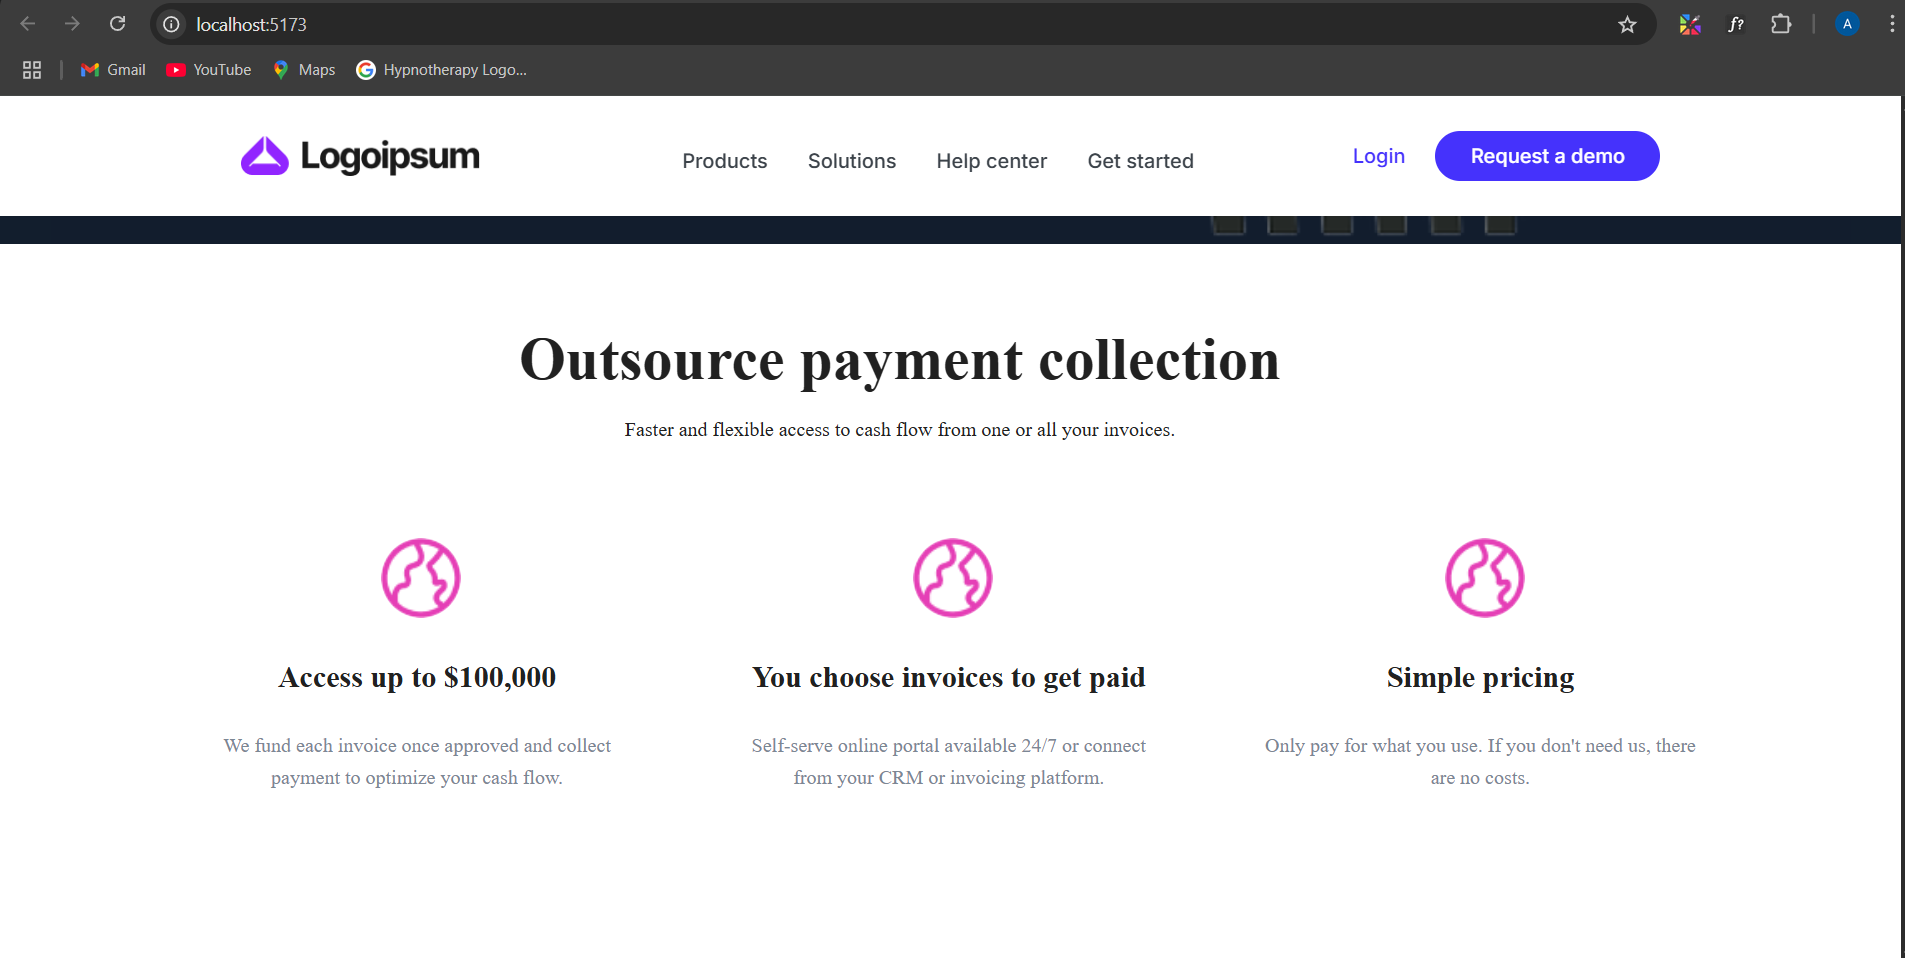 localhost:5173
f?
A
Gmail
YouTube
Maps
Hypnotherapy Logo...
Logoipsum
Products
Solutions
Help center
Get started
Login
Request a demo
Outsource payment collection
Faster and flexible access to cash flow from one or all your invoices.
Access up to $100,000
We fund each invoice once approved and collect
payment to optimize your cash flow.
You choose invoices to get paid
Self-serve online portal available 24/7 or connect
from your CRM or invoicing platform.
Simple pricing
Only pay for what you use. If you don't need us, there
are no costs.